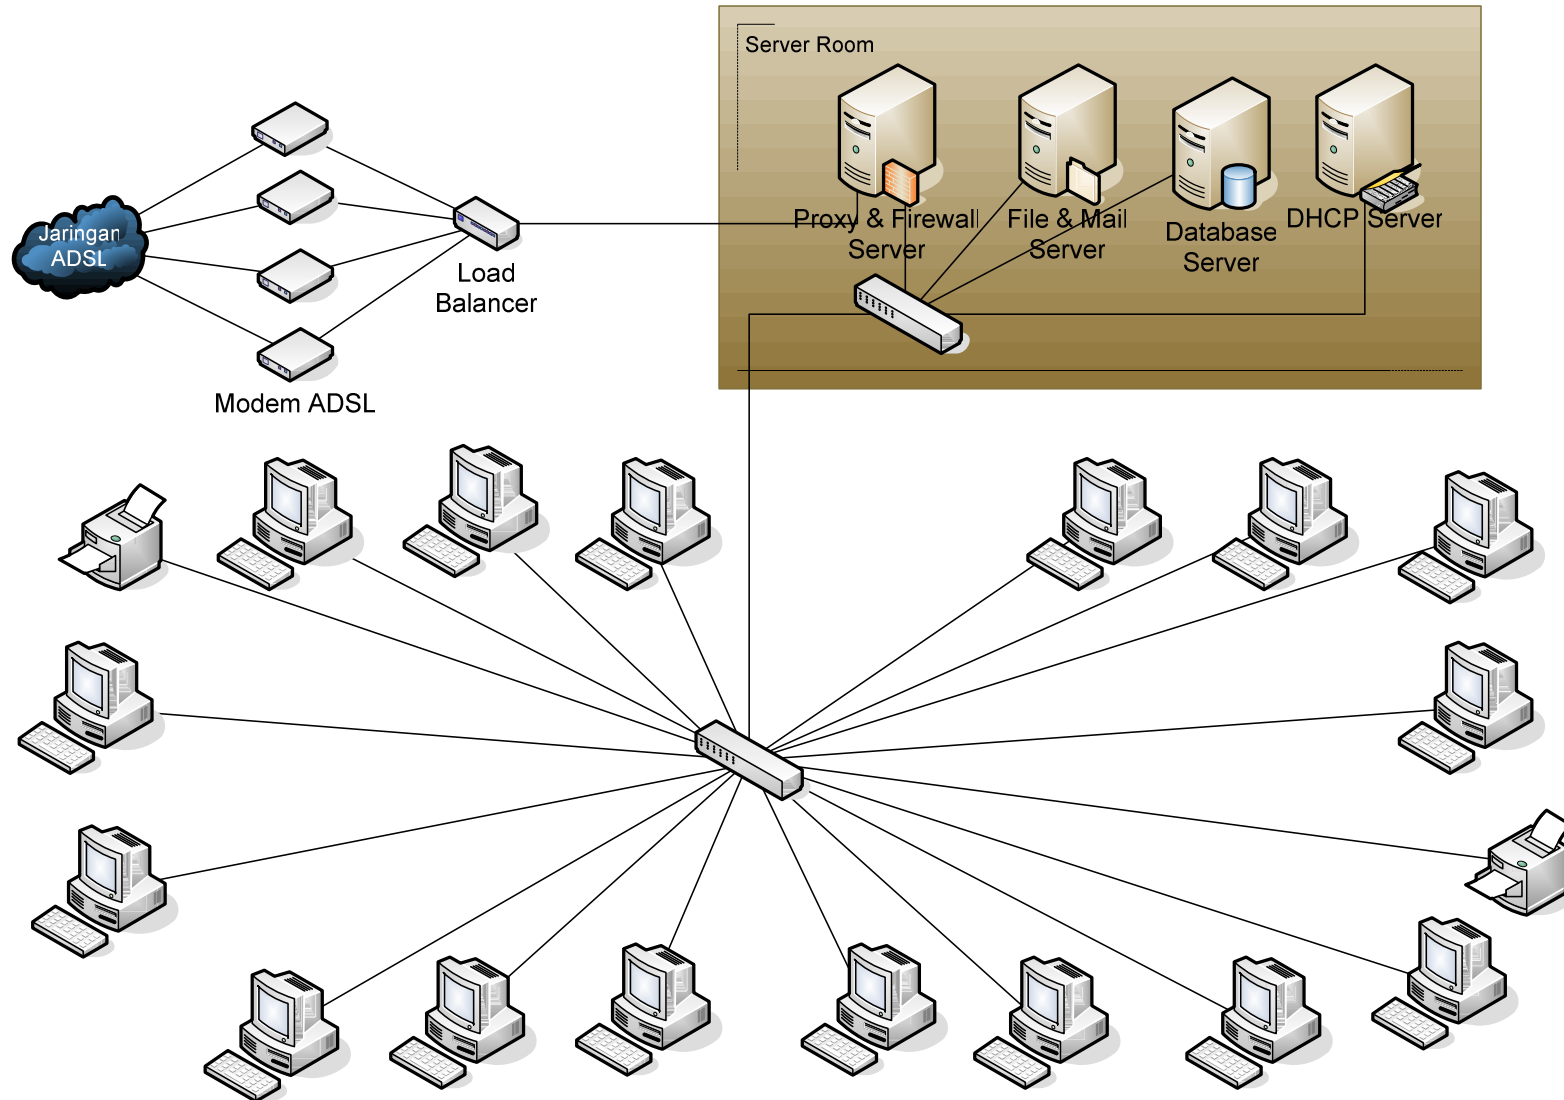 Server Room
Jaringan
ADSL
Proxy & Firewall
Server
File & Mail
Server
Database
Server
DHCP Server
Load
Balancer
Modem ADSL